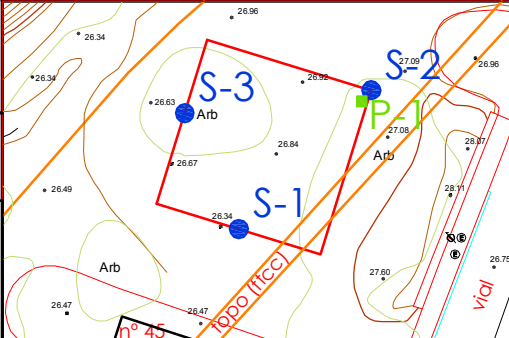 26.96
26.34
27.09
S-2
26.96
26.34
S-3
26.92
26.63
Arb
P-1
27.08
26.84
Arb
28.07
26.67
26.49
28.11
S-1
26.34
Arb
topo (ffcc)
27.60
26.75
vial
26.47
26.47
nº 45